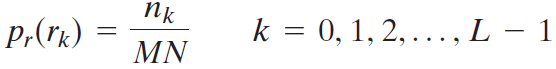 p_r(r_k) = n_k / MN    k = 0, 1, 2, . . . , L − 1